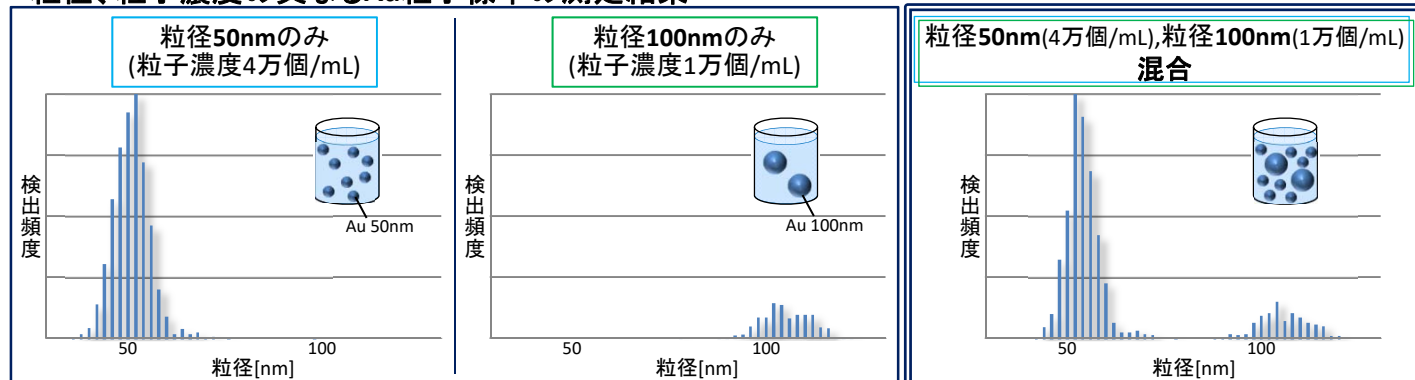 粒径50nmのみ
(粒子濃度4万個/mL)
検出頻度
Au 50nm
50
100
粒径[nm]
粒径100nmのみ
(粒子濃度1万個/mL)
検出頻度
Au 100nm
50
100
粒径[nm]
粒径50nm(4万個/mL),粒径100nm(1万個/mL)
混合
検出頻度
50
100
粒径[nm]